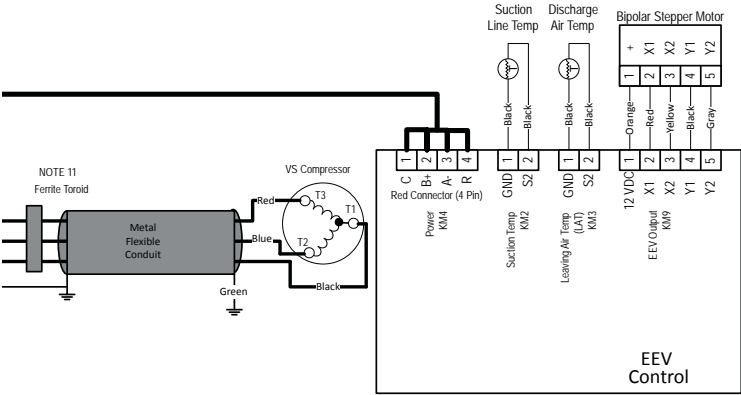 Suction
Line Temp
Discharge
Air Temp
Bipolar Stepper Motor
+
X1
X2
Y1
Y2
1
2
3
4
5
Black
Black
Black
Black
Orange
Red
Yellow
Black
Gray
1
2
3
4
1
2
1
2
1
2
3
4
5
C
B+
A-
R
GND
S2
GND
S2
12 VDC
X1
X2
Y1
Y2
Red Connector (4 Pin)
Power
KM4
Suction Temp
KM2
Leaving Air Temp
(LAT)
KM3
EEV Output
KM9
EEV
Control
NOTE 11
Ferrite Toroid
VS Compressor
Metal
Flexible
Conduit
Red
Blue
Black
Green
T3
T1
T2